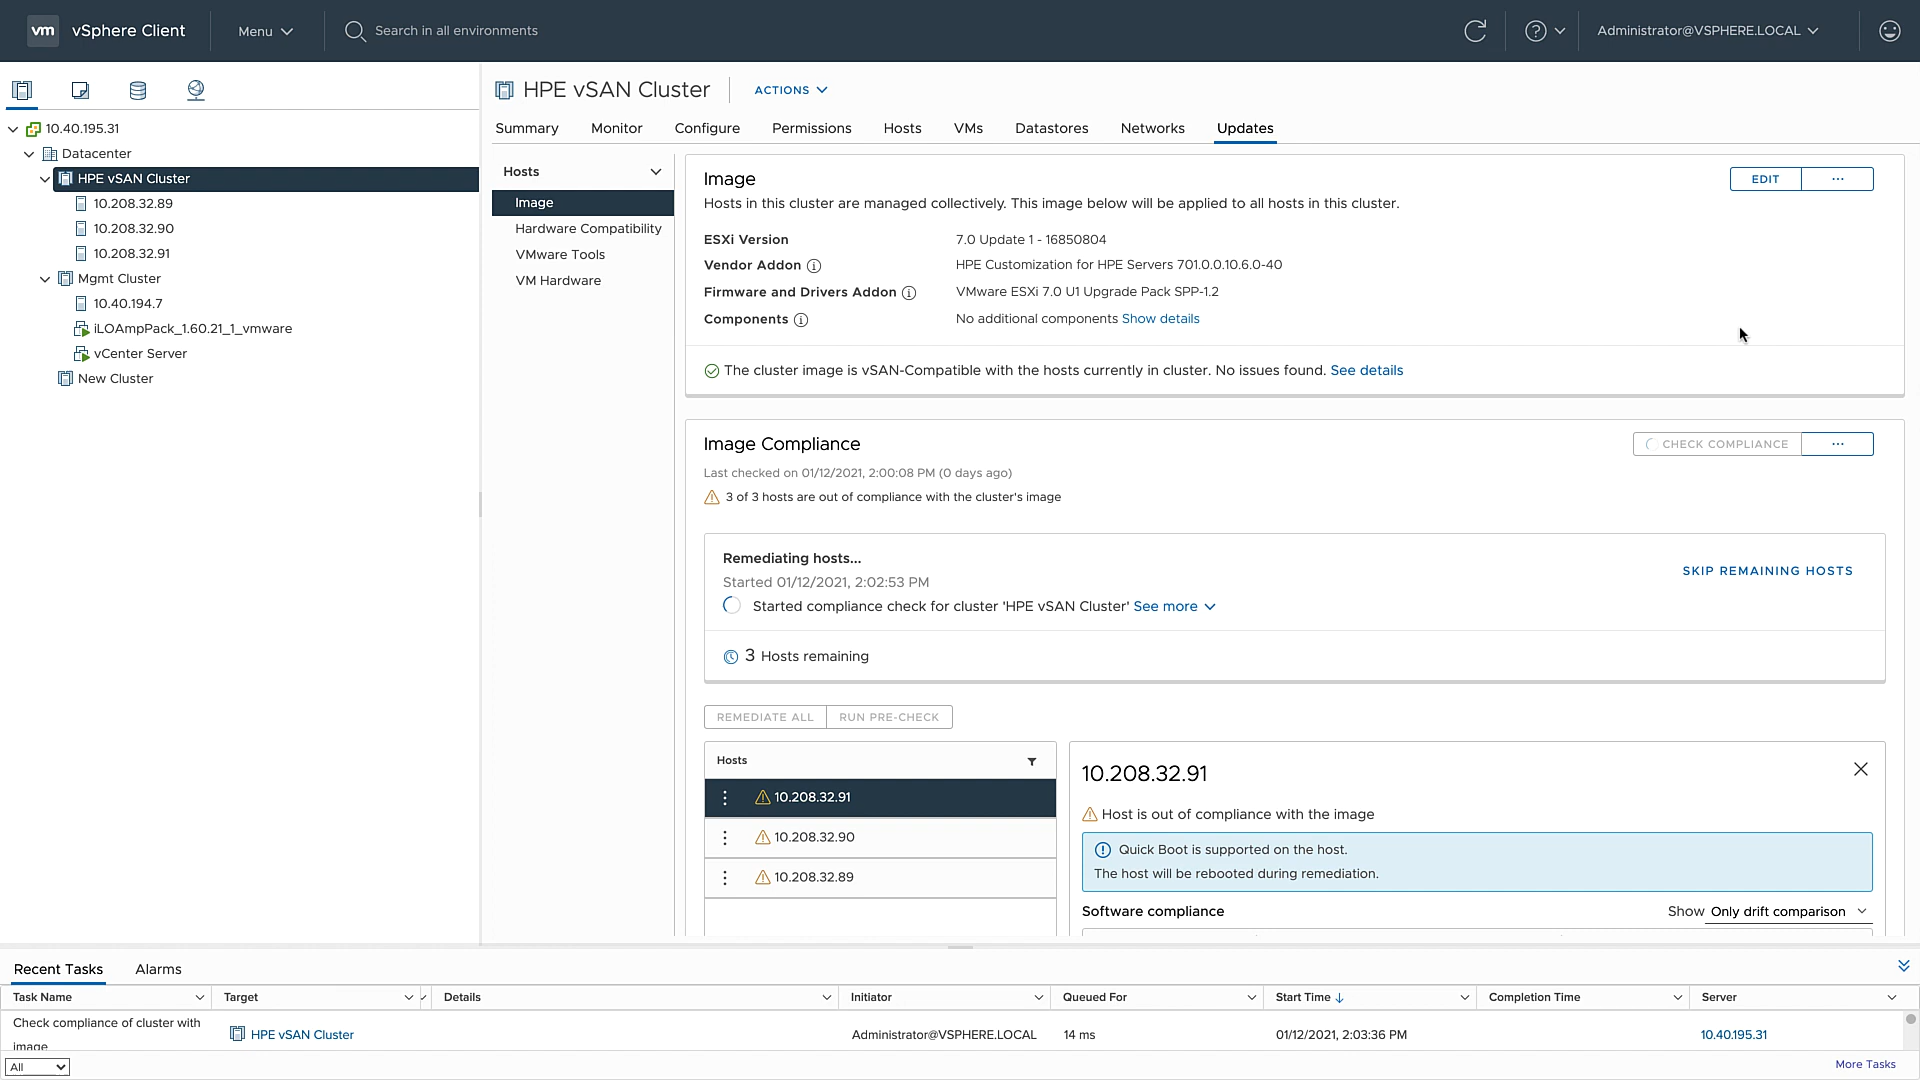 vm vSphere Client Menu Search in all environments Administrator@VSPHERE.LOCAL
10.40.195.31
Datacenter
HPE vSAN Cluster
10.208.32.89
10.208.32.90
10.208.32.91
Mgmt Cluster
10.40.194.7
iLOAmpPack_1.60.21_1_vmware
vCenter Server
New Cluster
HPE vSAN Cluster ACTIONS
Summary Monitor Configure Permissions Hosts VMs Datastores Networks Updates
Hosts
Image
Hardware Compatibility
VMware Tools
VM Hardware
Image EDIT ...
Hosts in this cluster are managed collectively. This image below will be applied to all hosts in this cluster.
ESXi Version 7.0 Update 1 - 16850804
Vendor Addon HPE Customization for HPE Servers 701.0.0.10.6.0-40
Firmware and Drivers Addon VMware ESXi 7.0 U1 Upgrade Pack SPP-1.2
Components No additional components Show details
The cluster image is vSAN-Compatible with the hosts currently in cluster. No issues found. See details
Image Compliance CHECK COMPLIANCE ...
Last checked on 01/12/2021, 2:00:08 PM (0 days ago)
3 of 3 hosts are out of compliance with the cluster's image
Remediating hosts...
SKIP REMAINING HOSTS
Started 01/12/2021, 2:02:53 PM
Started compliance check for cluster 'HPE vSAN Cluster' See more
3 Hosts remaining
REMEDIATE ALL RUN PRE-CHECK
Hosts
10.208.32.91
10.208.32.90
10.208.32.89
10.208.32.91
Host is out of compliance with the image
Quick Boot is supported on the host.
The host will be rebooted during remediation.
Software compliance Show Only drift comparison
Recent Tasks Alarms
Task Name Target Details Initiator Queued For Start Time Completion Time Server
Check compliance of cluster with
image
HPE vSAN Cluster Administrator@VSPHERE.LOCAL 14 ms 01/12/2021, 2:03:36 PM 10.40.195.31
All More Tasks